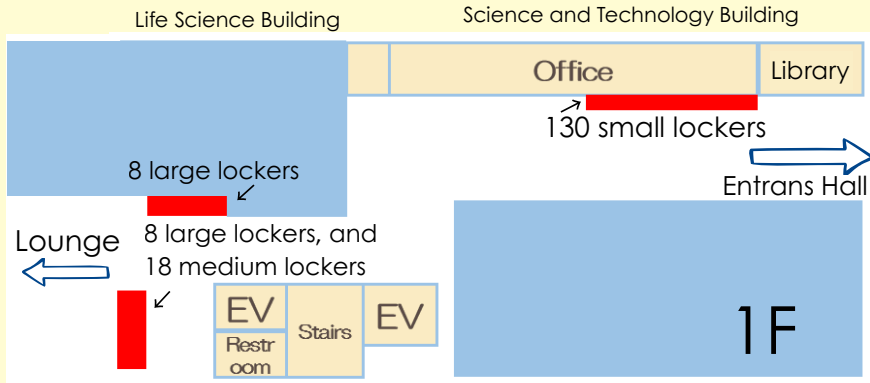 Life Science Building
Science and Technology Building
Office
Library
130 small lockers
8 large lockers
Entrans Hall
8 large lockers, and
18 medium lockers
Lounge
EV
Restr
oom
Stairs
EV
1F